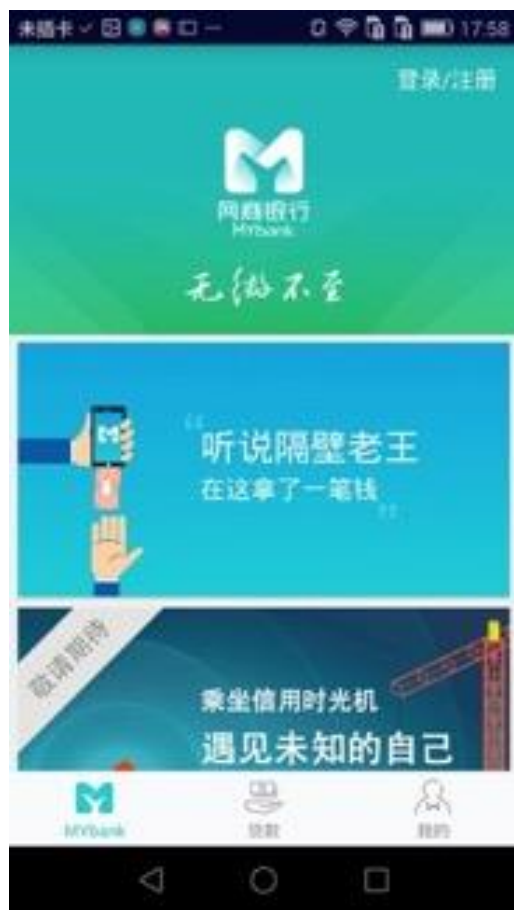 未插卡
17:58
登录/注册
网商银行
MYbank
无微不至
“听说隔壁老王
在这拿了一笔钱”
敬请期待
乘坐信用时光机
遇见未知的自己
MYbank
贷款
我的